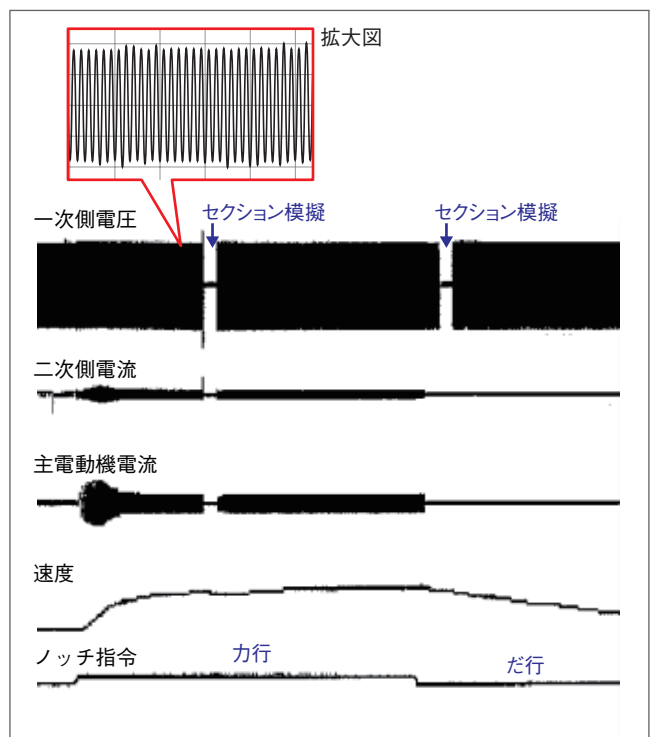 拡大図
一次側電圧
セクション模擬
セクション模擬
二次側電流
主電動機電流
速度
ノッチ指令
力行
だ行